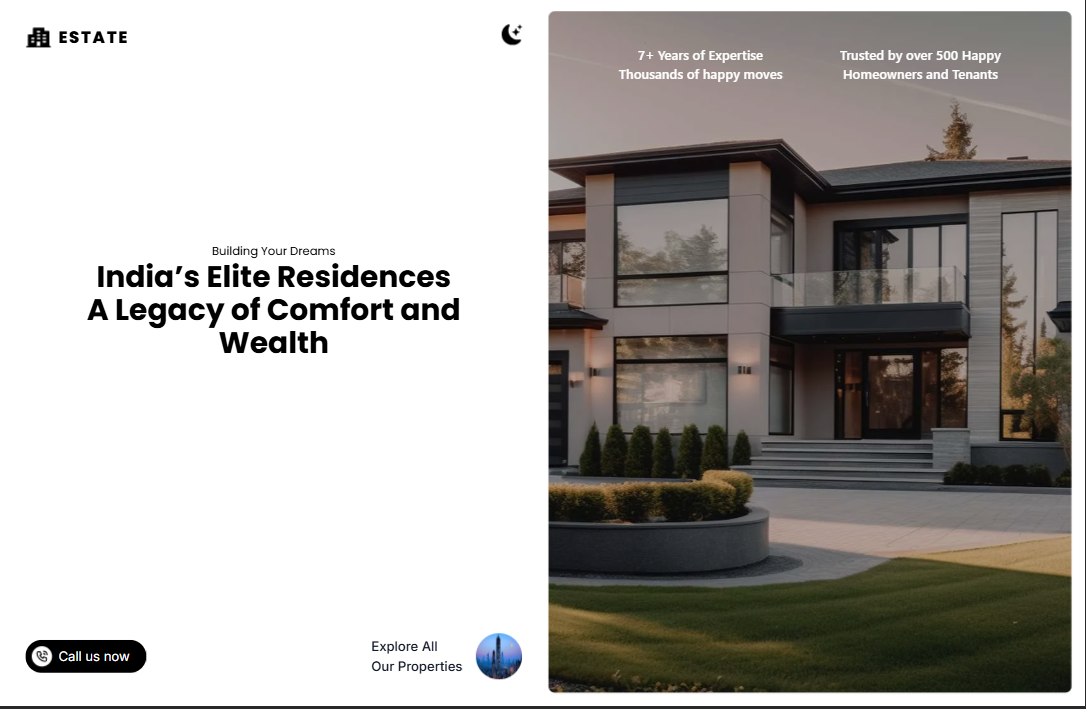 ESTATE
Building Your Dreams
India’s Elite Residences
A Legacy of Comfort and
Wealth
Call us now
Explore All
Our Properties
7+ Years of Expertise
Thousands of happy moves
Trusted by over 500 Happy
Homeowners and Tenants